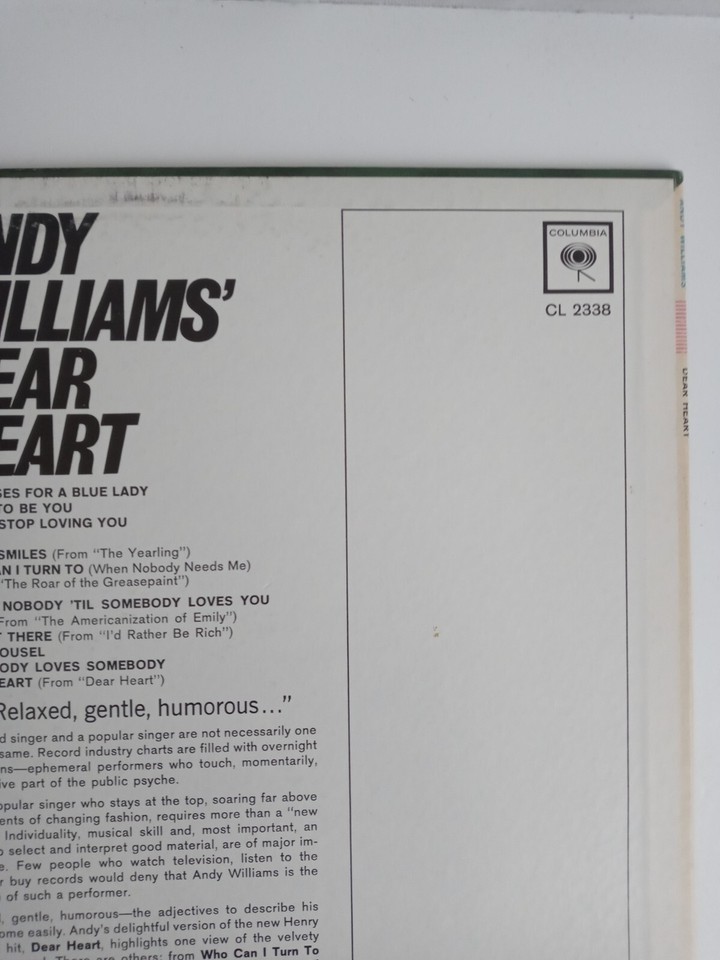 NDY
ILLIAMS'
EAR
EART
SES FOR A BLUE LADY
TO BE YOU
STOP LOVING YOU
SMILES (From "The Yearling")
AN I TURN TO (When Nobody Needs Me)
"The Roar of the Greasepaint")
NOBODY 'TIL SOMEBODY LOVES YOU
From "The Americanization of Emily")
T THERE (From "I'd Rather Be Rich")
OUSEL
ODY LOVES SOMEBODY
EART (From "Dear Heart")
Relaxed, gentle, humorous..."
d singer and a popular singer are not necessarily one
same. Record industry charts are filled with overnight
ns—ephemeral performers who touch, momentarily,
ive part of the public psyche.
opular singer who stays at the top, soaring far above
ents of changing fashion, requires more than a "new
Individuality, musical skill and, most important, an
o select and interpret good material, are of major im-
e. Few people who watch television, listen to the
r buy records would deny that Andy Williams is the
of such a performer.
l, gentle, humorous—the adjectives to describe his
ome easily. Andy's delightful version of the new Henry
hit, Dear Heart, highlights one view of the velvety
There are others: from Who Can I Turn To
COLUMBIA
CL 2338
ANDY WILLIAMS
DEAR HEART